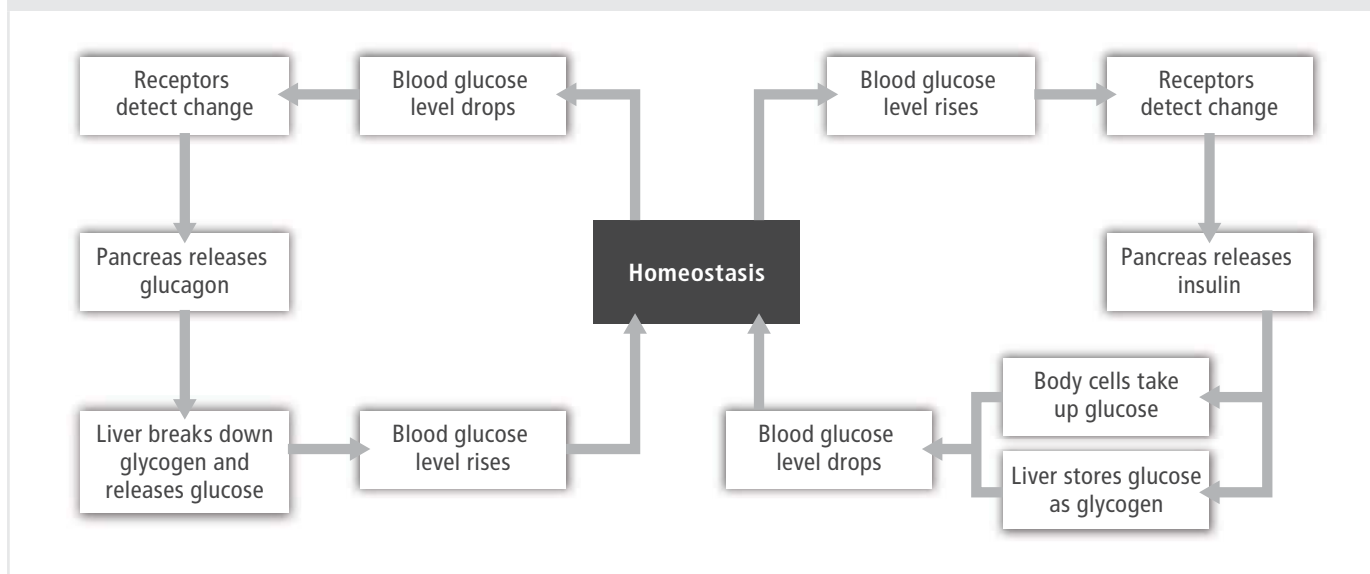 Receptors
detect change
Blood glucose
level drops
Blood glucose
level rises
Receptors
detect change
Pancreas releases
glucagon
Homeostasis
Pancreas releases
insulin
Liver breaks down
glycogen and
releases glucose
Blood glucose
level rises
Blood glucose
level drops
Body cells take
up glucose
Liver stores glucose
as glycogen